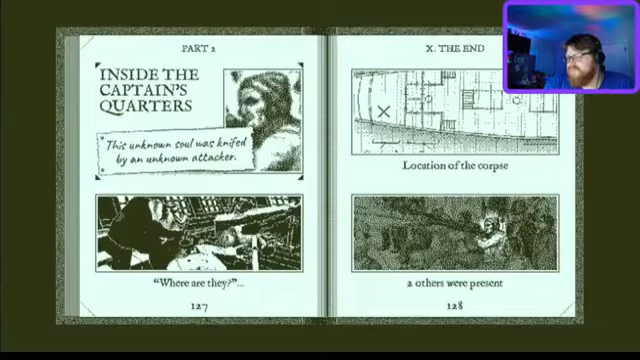 PART 2
INSIDE THE
CAPTAIN'S
QUARTERS
This unknown soul was knifed
by an unknown attacker.
"Where are they?"...
127
X. THE END
Location of the corpse
2 others were present
128